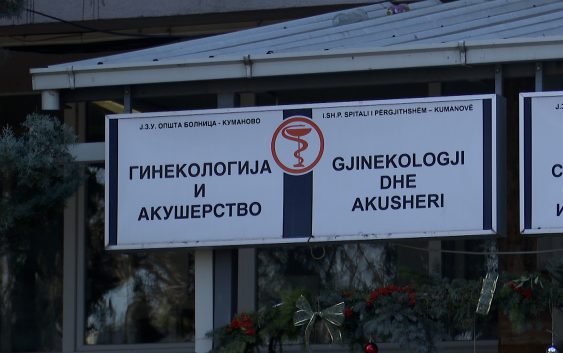 Ј.З.У. ОПШТА БОЛНИЦА - КУМАНОВО
ГИНЕКОЛОГИЈА
И
АКУШЕРСТВО
I.SH.P. SPITALI I PËRGJITHSHËM – KUMANOVË
GJINEKOLOGJI
DHE
AKUSHERI